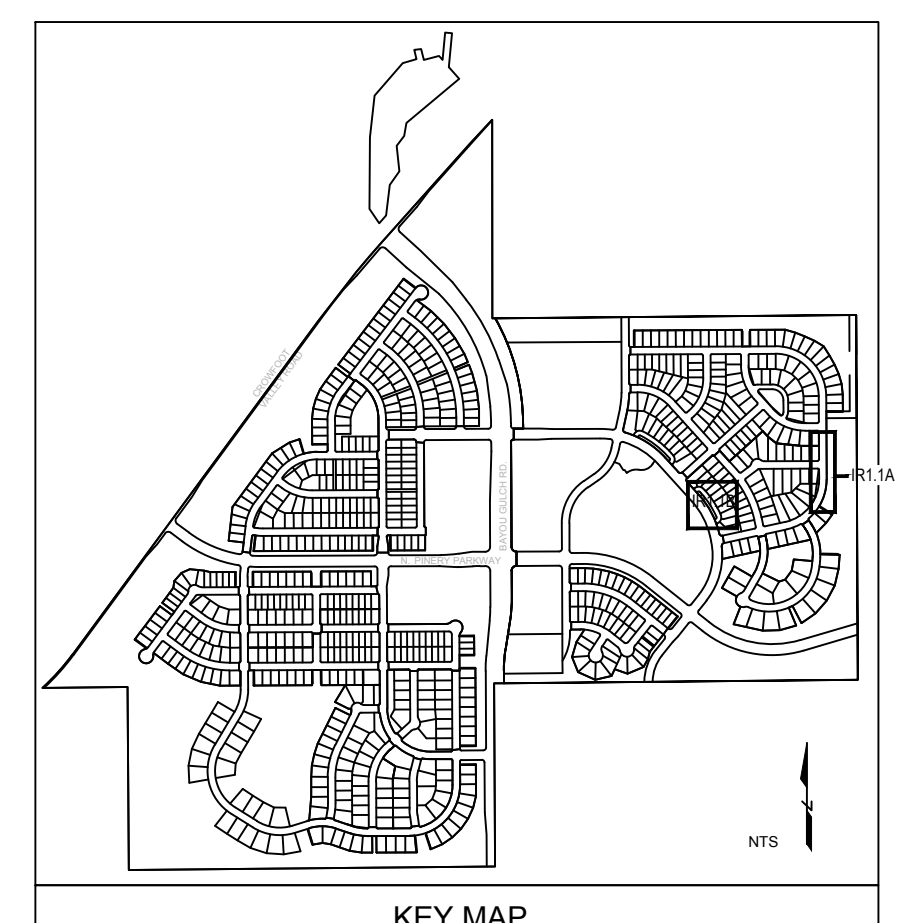 CROWFOOT
VALLEY ROAD
BAYOU GULCH RD.
IR1.1A
N. PINERY PARKWAY
NTS
KEY MAP